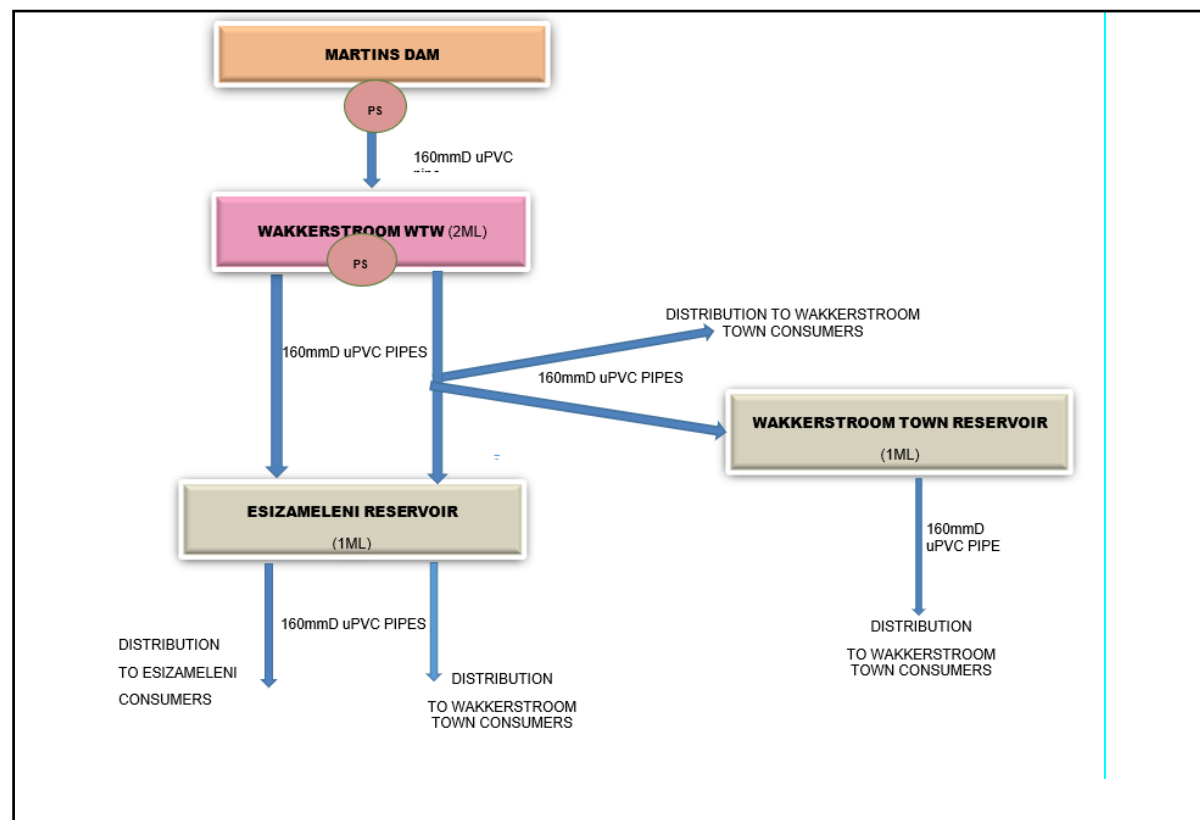 MARTINS DAM
PS
160mmD uPVC
WAKKERSTROOM WTW (2ML)
PS
DISTRIBUTION TO WAKKERSTROOM
TOWN CONSUMERS
160mmD uPVC PIPES
160mmD uPVC PIPES
WAKKERSTROOM TOWN RESERVOIR
(1ML)
ESIZAMELENI RESERVOIR
(1ML)
160mmD
uPVC PIPE
160mmD uPVC PIPES
DISTRIBUTION
TO ESIZAMELENI
CONSUMERS
DISTRIBUTION
TO WAKKERSTROOM
TOWN CONSUMERS
DISTRIBUTION
TO WAKKERSTROOM
TOWN CONSUMERS